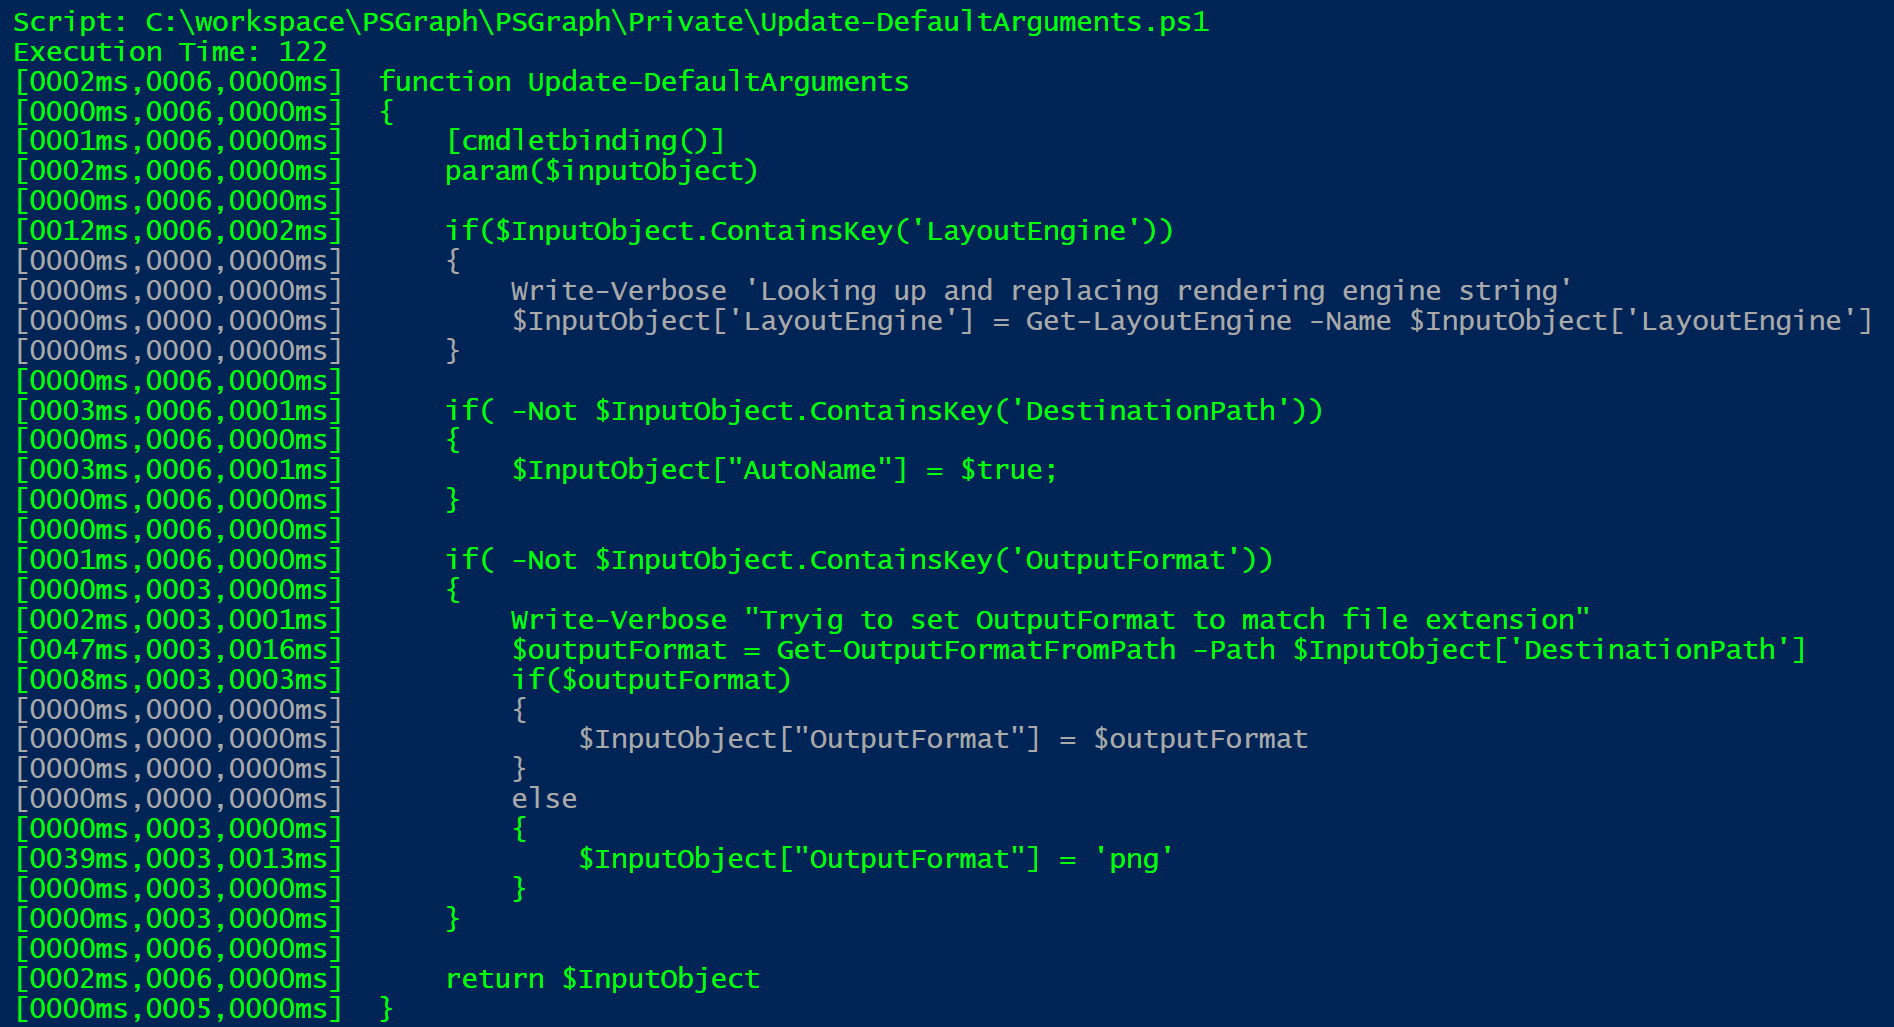 Script: C:\workspace\PSGraph\PSGraph\Private\Update-DefaultArguments.ps1
Execution Time: 122
[0002ms,0006,0000ms]  function Update-DefaultArguments
[0000ms,0006,0000ms]  {
[0001ms,0006,0000ms]      [cmdletbinding()]
[0002ms,0006,0000ms]      param($inputObject)
[0000ms,0006,0000ms]
[0012ms,0006,0002ms]      if($InputObject.ContainsKey('LayoutEngine'))
[0000ms,0000,0000ms]      {
[0000ms,0000,0000ms]          Write-Verbose 'Looking up and replacing rendering engine string'
[0000ms,0000,0000ms]          $InputObject['LayoutEngine'] = Get-LayoutEngine -Name $InputObject['LayoutEngine']
[0000ms,0000,0000ms]      }
[0000ms,0006,0000ms]
[0003ms,0006,0001ms]      if( -Not $InputObject.ContainsKey('DestinationPath'))
[0000ms,0006,0000ms]      {
[0003ms,0006,0001ms]          $InputObject["AutoName"] = $true;
[0000ms,0006,0000ms]      }
[0000ms,0006,0000ms]
[0001ms,0006,0000ms]      if( -Not $InputObject.ContainsKey('OutputFormat'))
[0000ms,0003,0000ms]      {
[0002ms,0003,0001ms]          Write-Verbose "Tryig to set OutputFormat to match file extension"
[0047ms,0003,0016ms]          $outputFormat = Get-OutputFormatFromPath -Path $InputObject['DestinationPath']
[0008ms,0003,0003ms]          if($outputFormat)
[0000ms,0000,0000ms]          {
[0000ms,0000,0000ms]              $InputObject["OutputFormat"] = $outputFormat
[0000ms,0000,0000ms]          }
[0000ms,0000,0000ms]          else
[0000ms,0003,0000ms]          {
[0039ms,0003,0013ms]              $InputObject["OutputFormat"] = 'png'
[0000ms,0003,0000ms]          }
[0000ms,0003,0000ms]      }
[0000ms,0006,0000ms]
[0002ms,0006,0000ms]      return $InputObject
[0000ms,0005,0000ms]  }